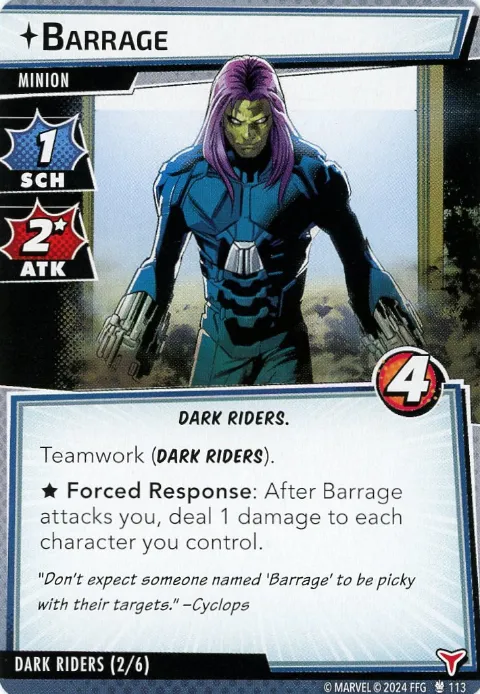 BARRAGE
MINION
1
SCH
2*
ATK
4
DARK RIDERS.
Teamwork (DARK RIDERS).
★ Forced Response: After Barrage
attacks you, deal 1 damage to each
character you control.
"Don't expect someone named 'Barrage' to be picky
with their targets." –Cyclops
DARK RIDERS (2/6)
© MARVEL © 2024 FFG 113